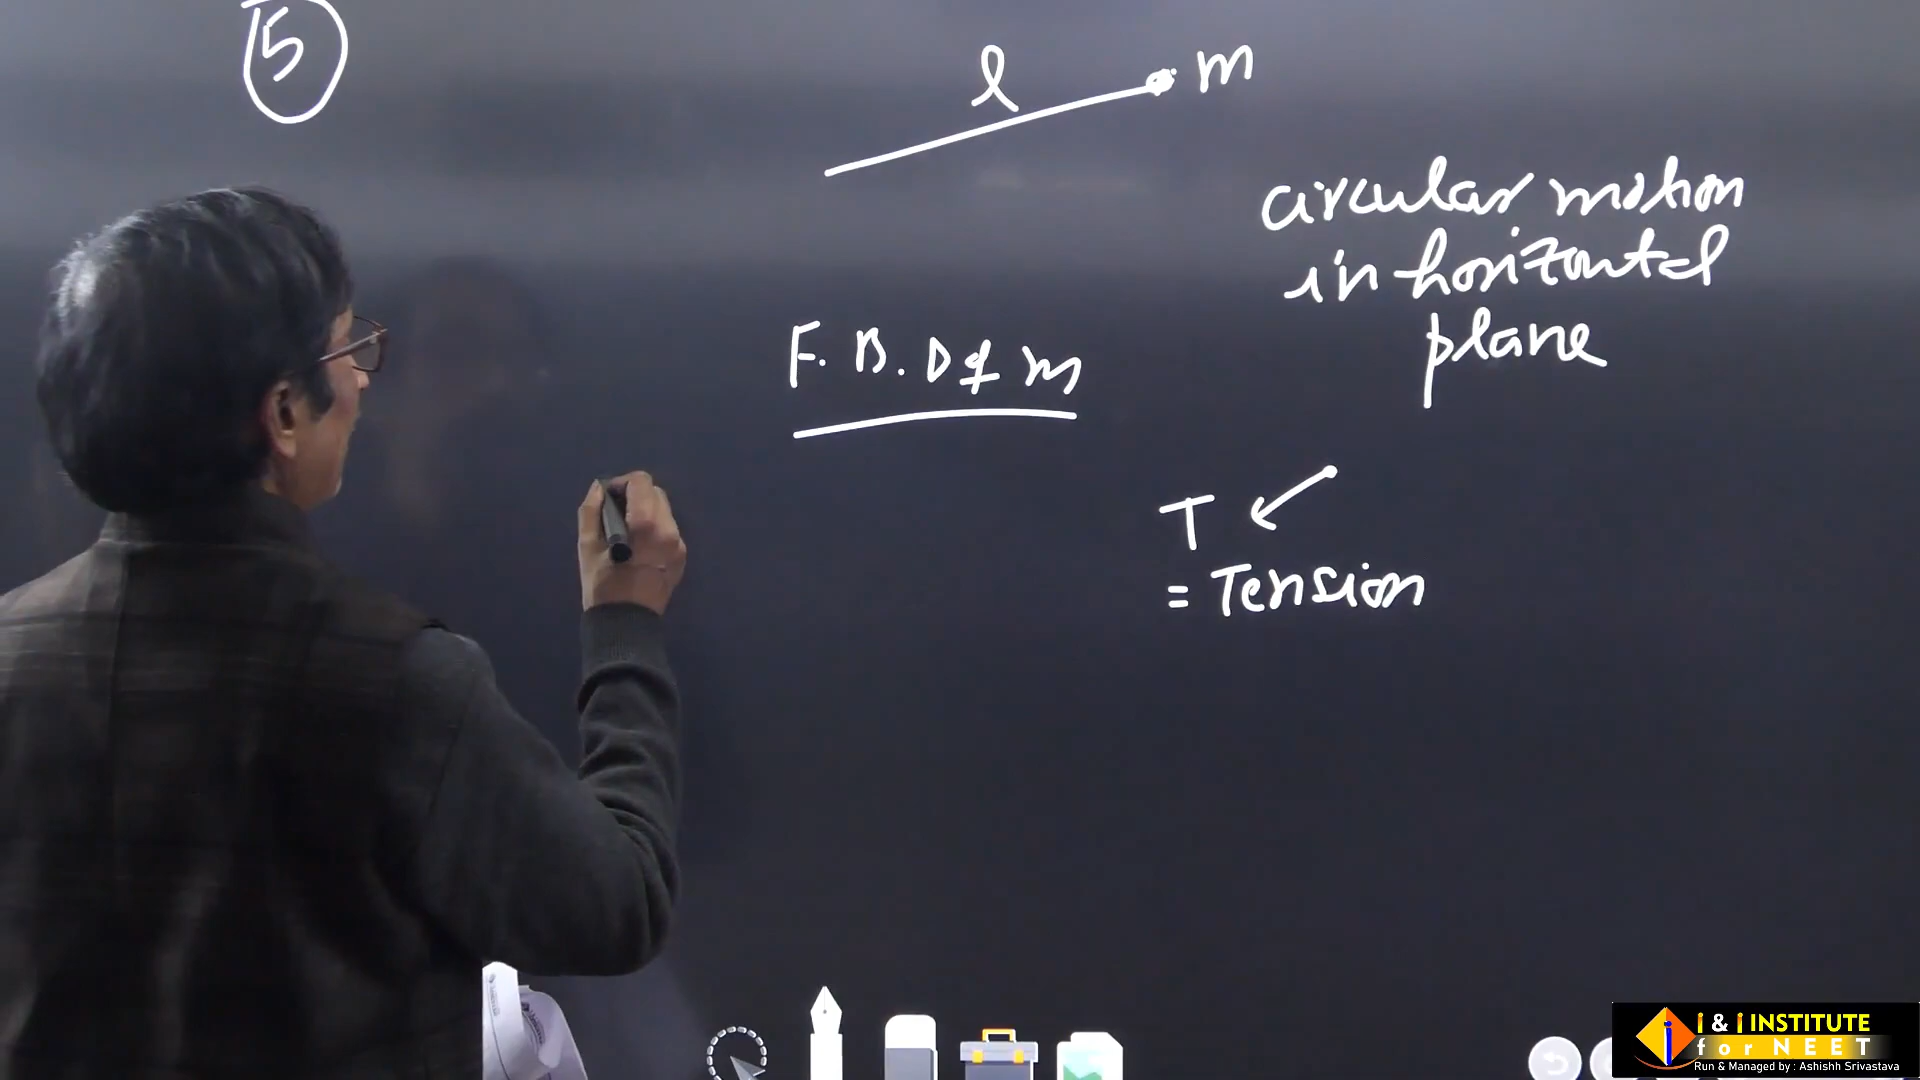 5
l
m
circular motion
in horizontal
plane
F.B.D of m
T
= Tension
i & i INSTITUTE
for NEET
Run & Managed by : Ashishh Srivastava